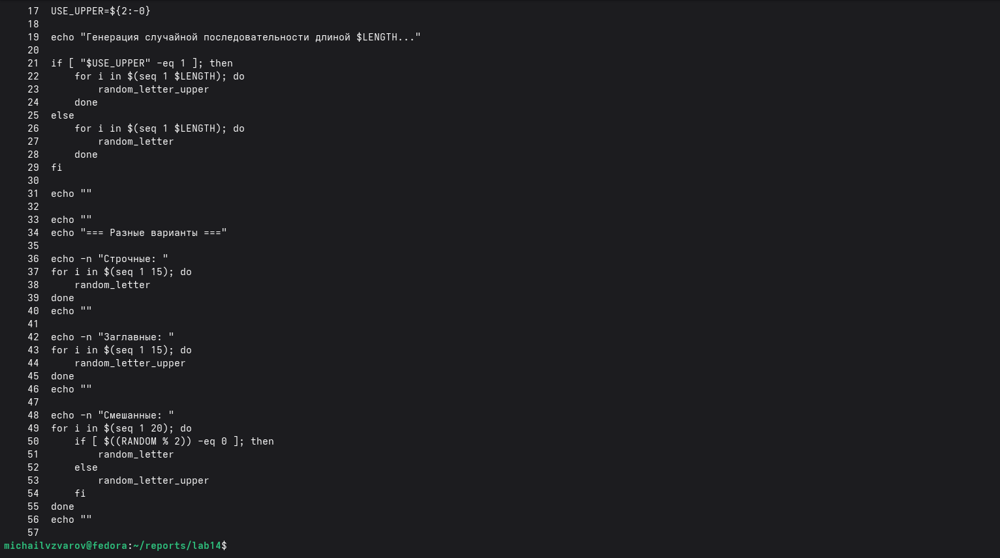 17  USE_UPPER=${2:-0}
18
19  echo "Генерация случайной последовательности длиной $LENGTH..."
20
21  if [ "$USE_UPPER" -eq 1 ]; then
22      for i in $(seq 1 $LENGTH); do
23          random_letter_upper
24      done
25  else
26      for i in $(seq 1 $LENGTH); do
27          random_letter
28      done
29  fi
30
31  echo ""
32
33  echo ""
34  echo "=== Разные варианты ==="
35
36  echo -n "Строчные: "
37  for i in $(seq 1 15); do
38      random_letter
39  done
40  echo ""
41
42  echo -n "Заглавные: "
43  for i in $(seq 1 15); do
44      random_letter_upper
45  done
46  echo ""
47
48  echo -n "Смешанные: "
49  for i in $(seq 1 20); do
50      if [ $((RANDOM % 2)) -eq 0 ]; then
51          random_letter
52      else
53          random_letter_upper
54      fi
55  done
56  echo ""
57
michailvzvarov@fedora:~/reports/lab14$